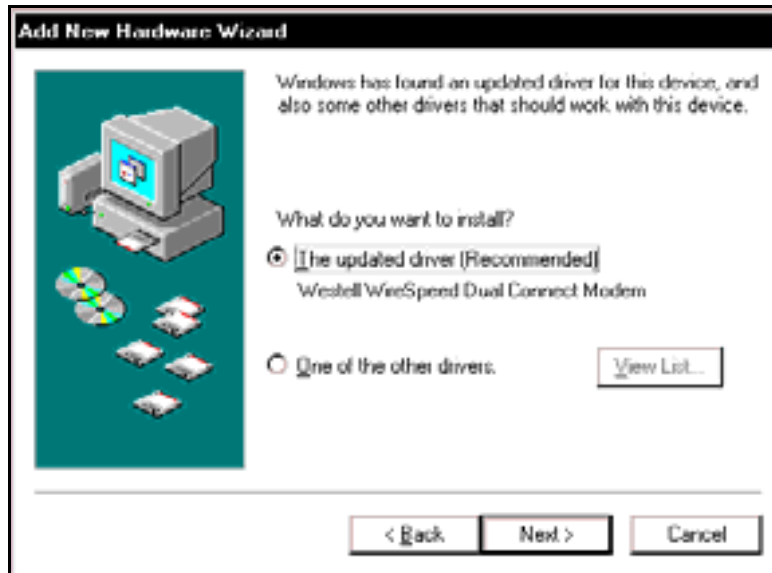 Add New Hardware Wizard
Windows has found an updated driver for this device, and
also some other drivers that should work with this device.
What do you want to install?
The updated driver (Recommended)
Westell WireSpeed Dual Connect Modem
One of the other drivers.
View List...
< Back
Next >
Cancel